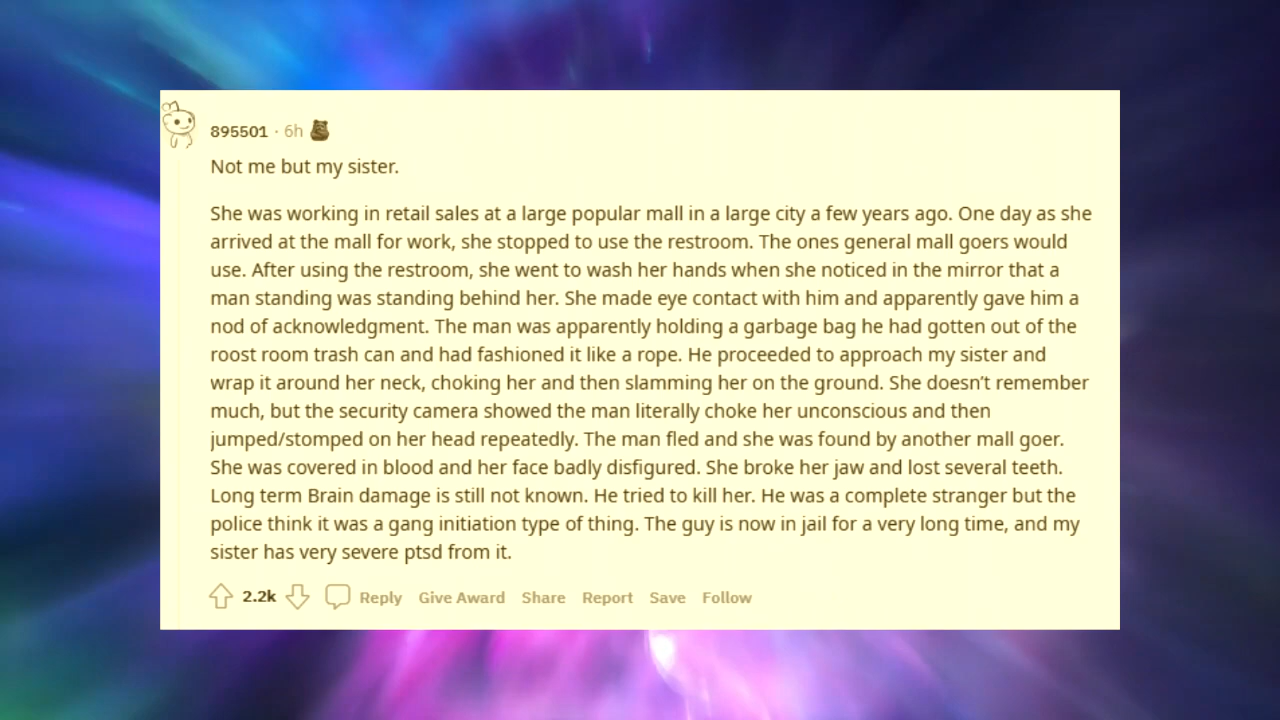 895501 · 6h
Not me but my sister.
She was working in retail sales at a large popular mall in a large city a few years ago. One day as she
arrived at the mall for work, she stopped to use the restroom. The ones general mall goers would
use. After using the restroom, she went to wash her hands when she noticed in the mirror that a
man standing was standing behind her. She made eye contact with him and apparently gave him a
nod of acknowledgment. The man was apparently holding a garbage bag he had gotten out of the
roost room trash can and had fashioned it like a rope. He proceeded to approach my sister and
wrap it around her neck, choking her and then slamming her on the ground. She doesn’t remember
much, but the security camera showed the man literally choke her unconscious and then
jumped/stomped on her head repeatedly. The man fled and she was found by another mall goer.
She was covered in blood and her face badly disfigured. She broke her jaw and lost several teeth.
Long term Brain damage is still not known. He tried to kill her. He was a complete stranger but the
police think it was a gang initiation type of thing. The guy is now in jail for a very long time, and my
sister has very severe ptsd from it.
2.2k Reply Give Award Share Report Save Follow